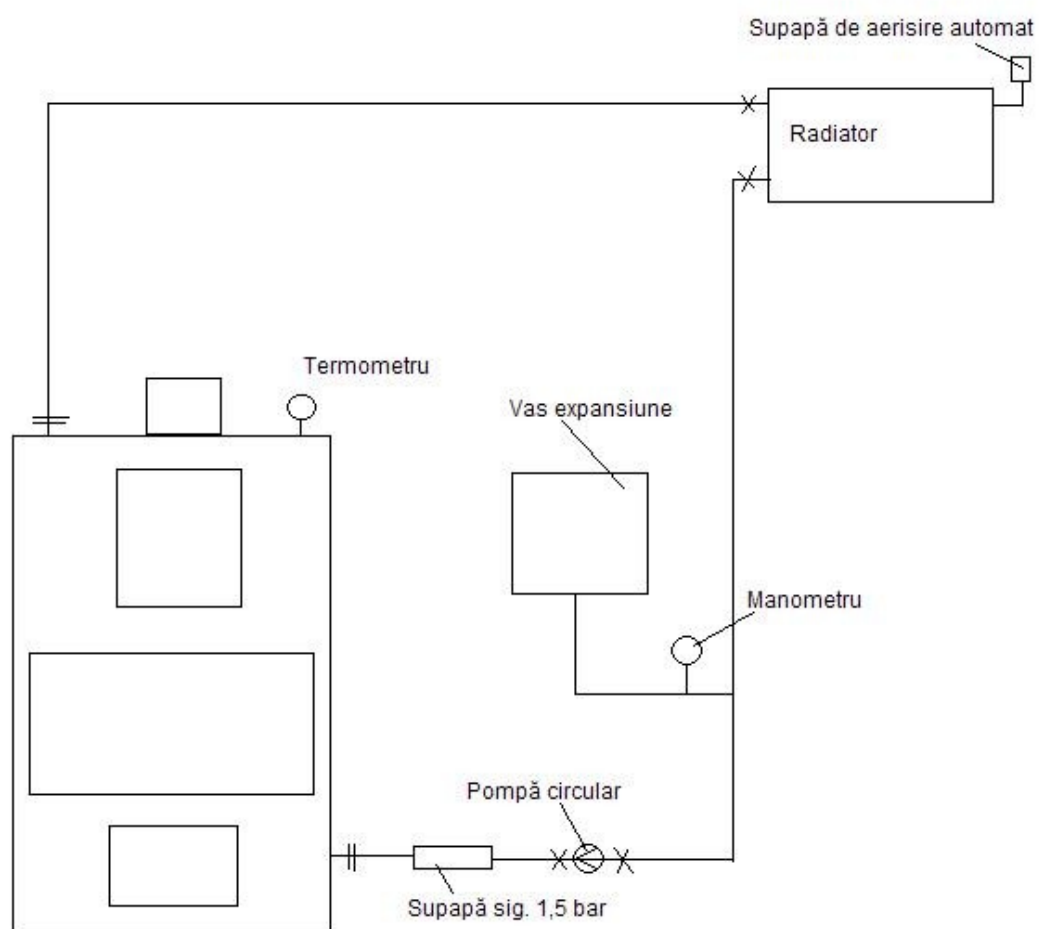 Supapă de aerisire automat
Radiator
Termometru
Vas expansiune
Manometru
Pompă circular
Supapă sig. 1,5 bar